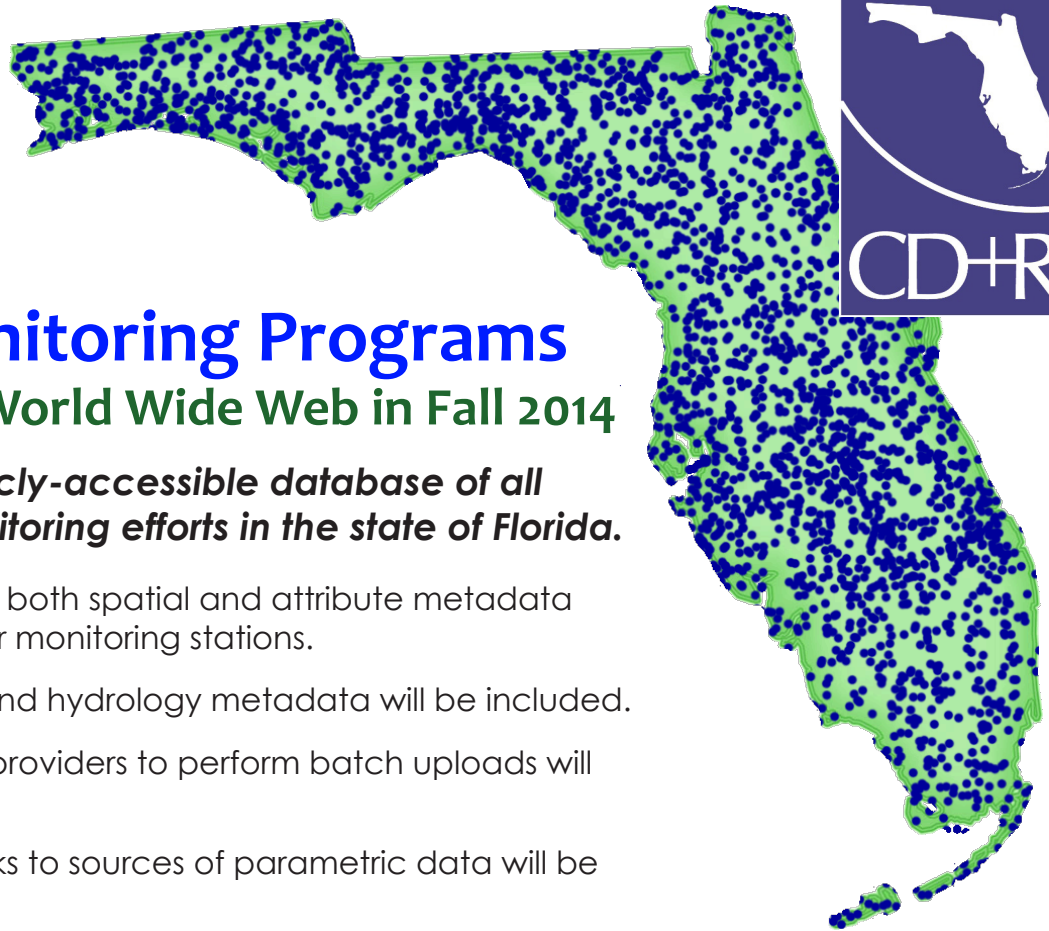 CD+R
nitoring Programs
World Wide Web in Fall 2014
cly-accessible database of all
itoring efforts in the state of Florida.
both spatial and attribute metadata
r monitoring stations.
nd hydrology metadata will be included.
providers to perform batch uploads will
ks to sources of parametric data will be